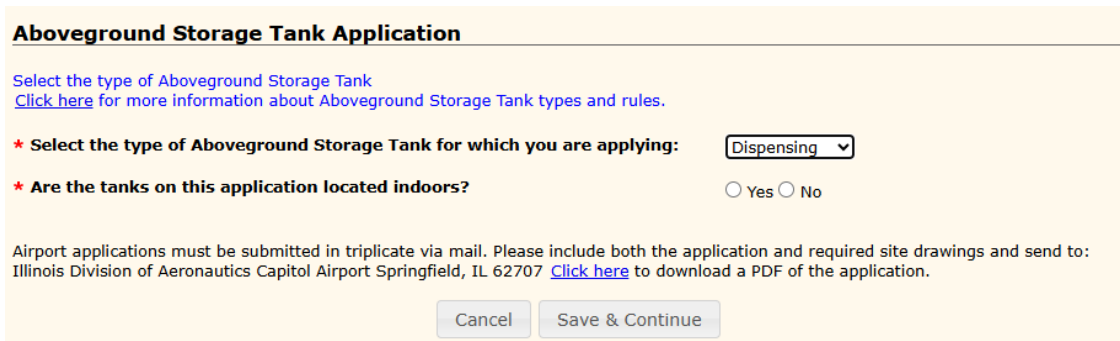 Aboveground Storage Tank Application
Select the type of Aboveground Storage Tank
Click here for more information about Aboveground Storage Tank types and rules.
* Select the type of Aboveground Storage Tank for which you are applying: Dispensing
* Are the tanks on this application located indoors? Yes No
Airport applications must be submitted in triplicate via mail. Please include both the application and required site drawings and send to:
Illinois Division of Aeronautics Capitol Airport Springfield, IL 62707 Click here to download a PDF of the application.
Cancel Save & Continue